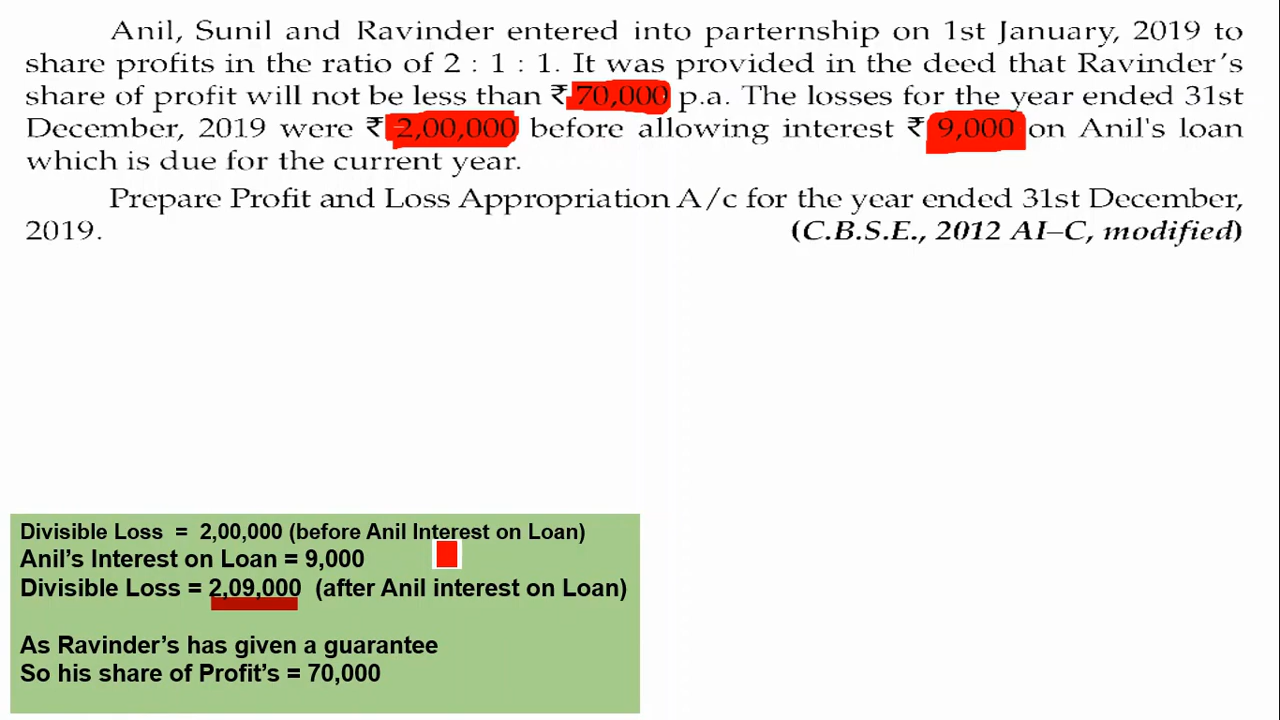 Anil, Sunil and Ravinder entered into parternship on 1st January, 2019 to
share profits in the ratio of 2 : 1 : 1. It was provided in the deed that Ravinder's
share of profit will not be less than ₹ 70,000 p.a. The losses for the year ended 31st
December, 2019 were ₹ 2,00,000 before allowing interest ₹ 9,000 on Anil's loan
which is due for the current year.
Prepare Profit and Loss Appropriation A/c for the year ended 31st December,
2019. (C.B.S.E., 2012 AI–C, modified)
Divisible Loss = 2,00,000 (before Anil Interest on Loan)
Anil's Interest on Loan = 9,000
Divisible Loss = 2,09,000 (after Anil interest on Loan)
As Ravinder's has given a guarantee
So his share of Profit's = 70,000